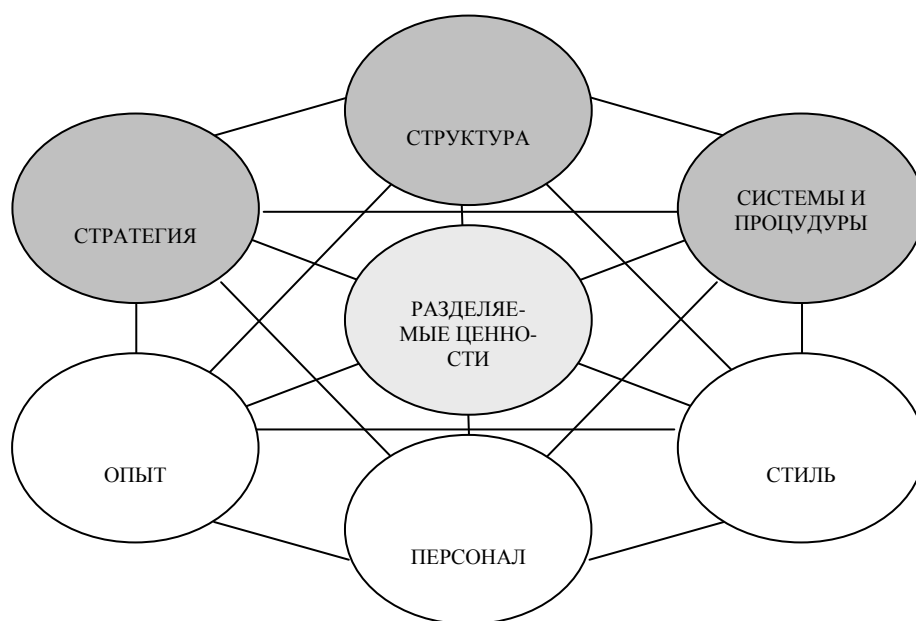 СТРУКТУРА
СТРАТЕГИЯ
СИСТЕМЫ И
ПРОЦУДУРЫ
РАЗДЕЛЯЕ-
МЫЕ ЦЕННО-
СТИ
ОПЫТ
СТИЛЬ
ПЕРСОНАЛ